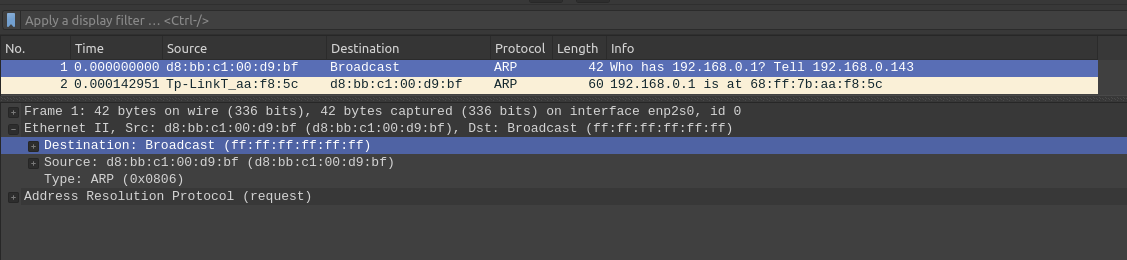 Apply a display filter … <Ctrl-/>
No. Time Source Destination Protocol Length Info
1 0.000000000 d8:bb:c1:00:d9:bf Broadcast ARP 42 Who has 192.168.0.1? Tell 192.168.0.143
2 0.000142951 Tp-LinkT_aa:f8:5c d8:bb:c1:00:d9:bf ARP 60 192.168.0.1 is at 68:ff:7b:aa:f8:5c
Frame 1: 42 bytes on wire (336 bits), 42 bytes captured (336 bits) on interface enp2s0, id 0
Ethernet II, Src: d8:bb:c1:00:d9:bf (d8:bb:c1:00:d9:bf), Dst: Broadcast (ff:ff:ff:ff:ff:ff)
Destination: Broadcast (ff:ff:ff:ff:ff:ff)
Source: d8:bb:c1:00:d9:bf (d8:bb:c1:00:d9:bf)
Type: ARP (0x0806)
Address Resolution Protocol (request)